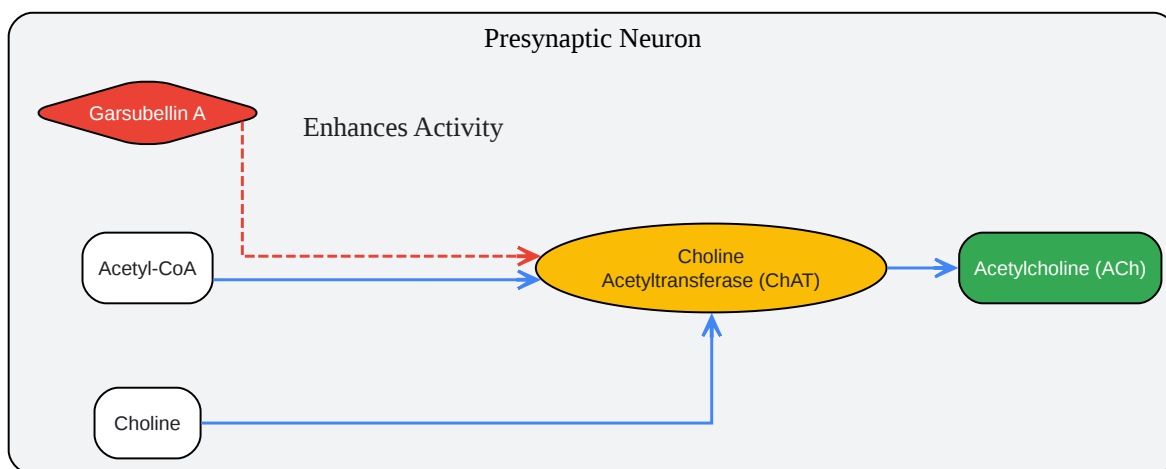 Presynaptic Neuron
Garsubellin A
Enhances Activity
Acetyl-CoA
Choline
Acetyltransferase (ChAT)
Acetylcholine (ACh)
Choline